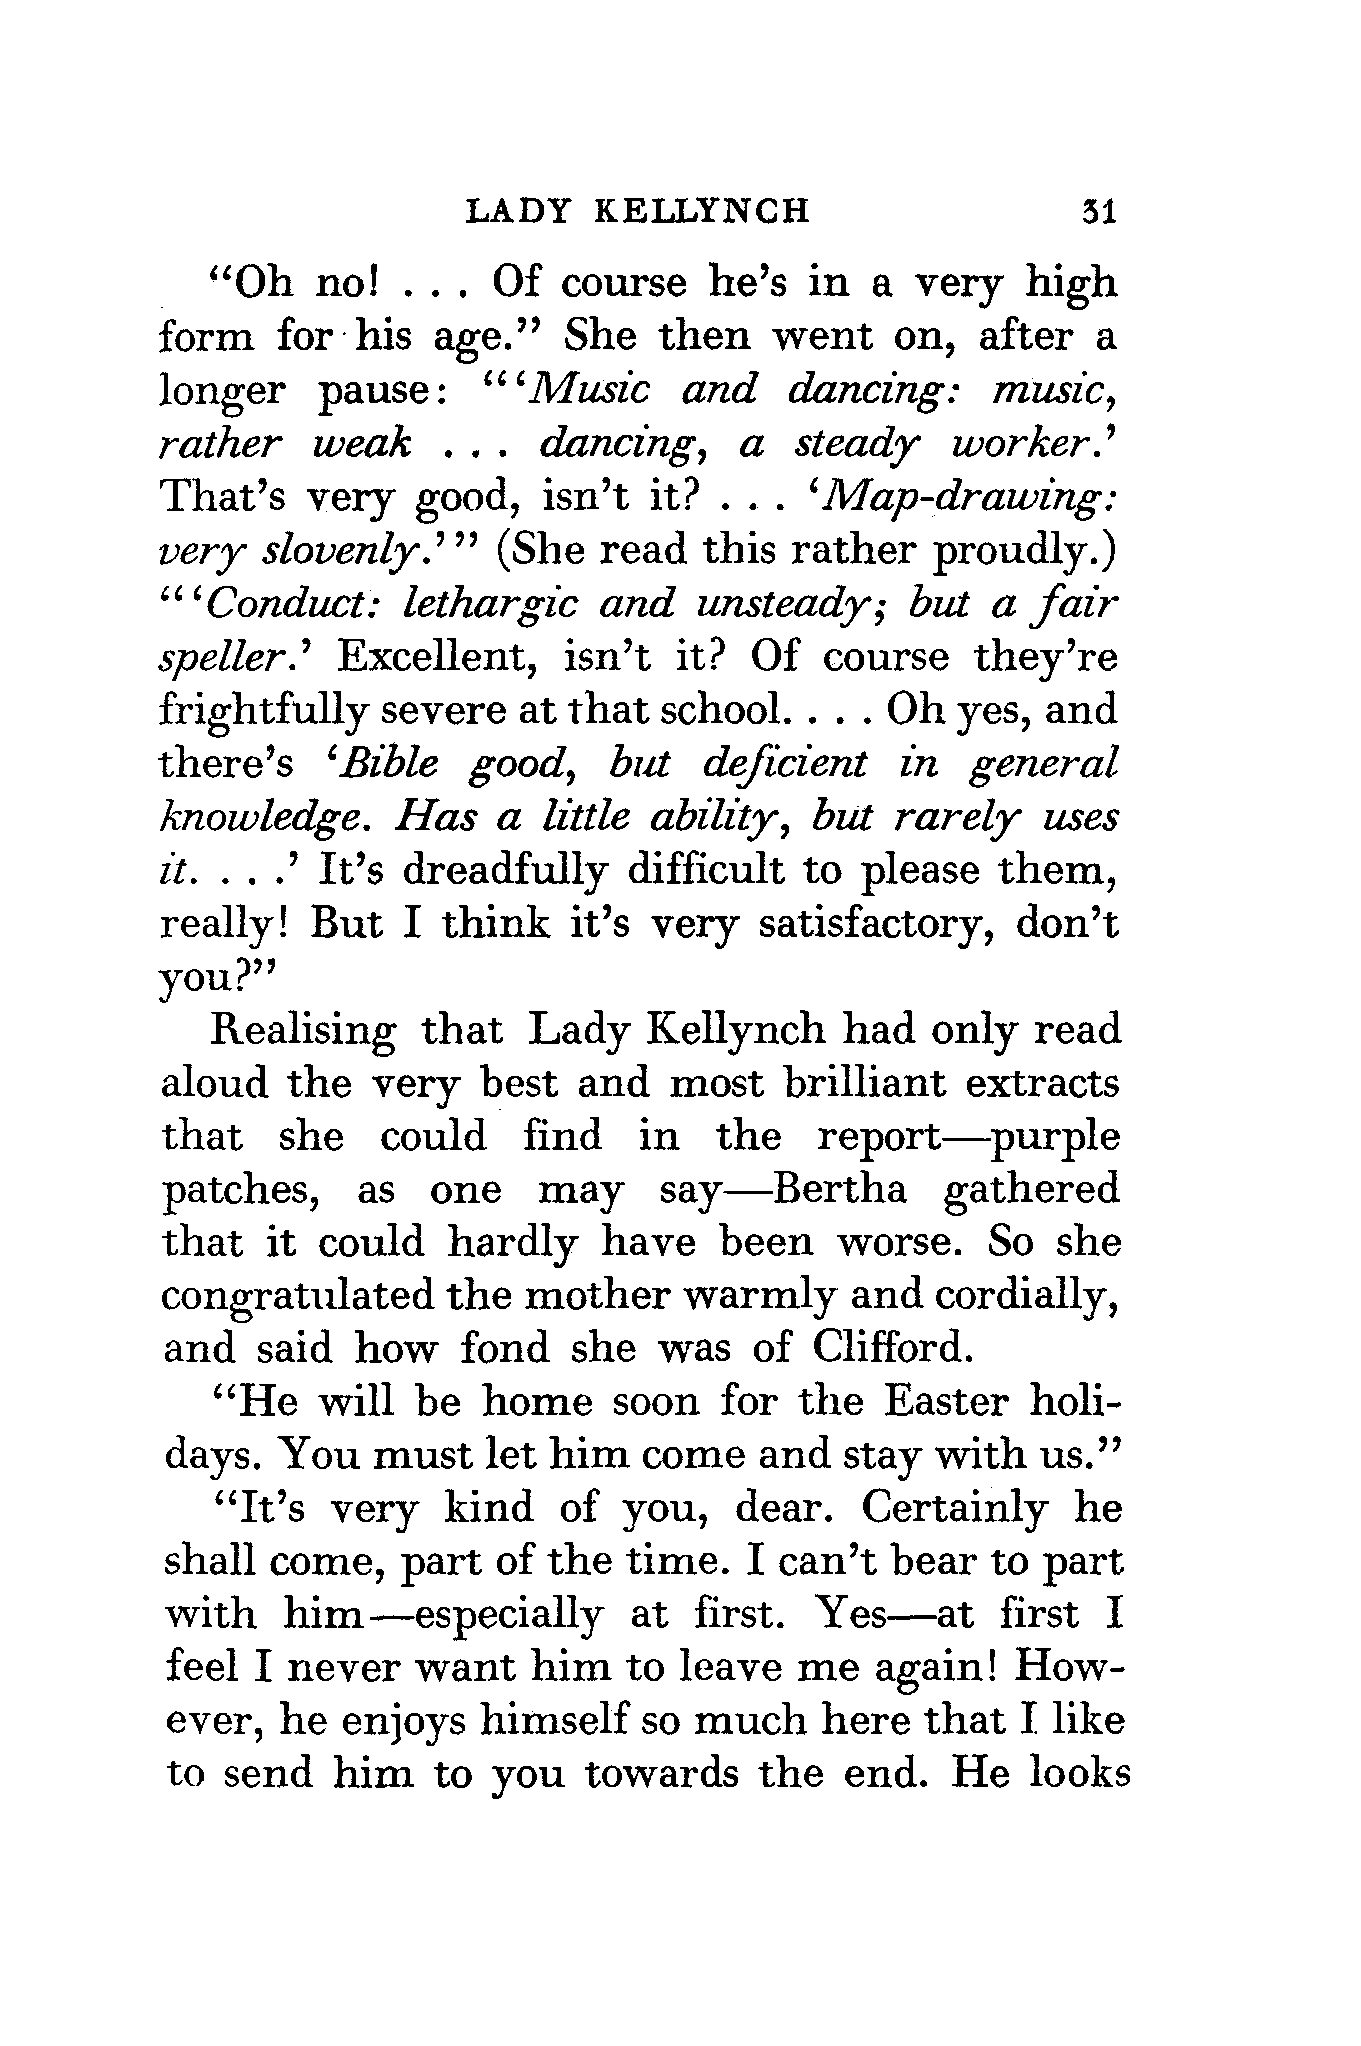 LADY KELLYNCH 31
"Oh no! . . . Of course he's in a very high
form for his age." She then went on, after a
longer pause: "'Music and dancing: music,
rather weak . . . dancing, a steady worker.'
That's very good, isn't it? . . . 'Map-drawing:
very slovenly.'" (She read this rather proudly.)
"'Conduct: lethargic and unsteady; but a fair
speller.' Excellent, isn't it? Of course they're
frightfully severe at that school. . . . Oh yes, and
there's 'Bible good, but deficient in general
knowledge. Has a little ability, but rarely uses
it. . . .' It's dreadfully difficult to please them,
really! But I think it's very satisfactory, don't
you?"
Realising that Lady Kellynch had only read
aloud the very best and most brilliant extracts
that she could find in the report—purple
patches, as one may say—Bertha gathered
that it could hardly have been worse. So she
congratulated the mother warmly and cordially,
and said how fond she was of Clifford.
"He will be home soon for the Easter holi-
days. You must let him come and stay with us."
"It's very kind of you, dear. Certainly he
shall come, part of the time. I can't bear to part
with him—especially at first. Yes—at first I
feel I never want him to leave me again! How-
ever, he enjoys himself so much here that I like
to send him to you towards the end. He looks